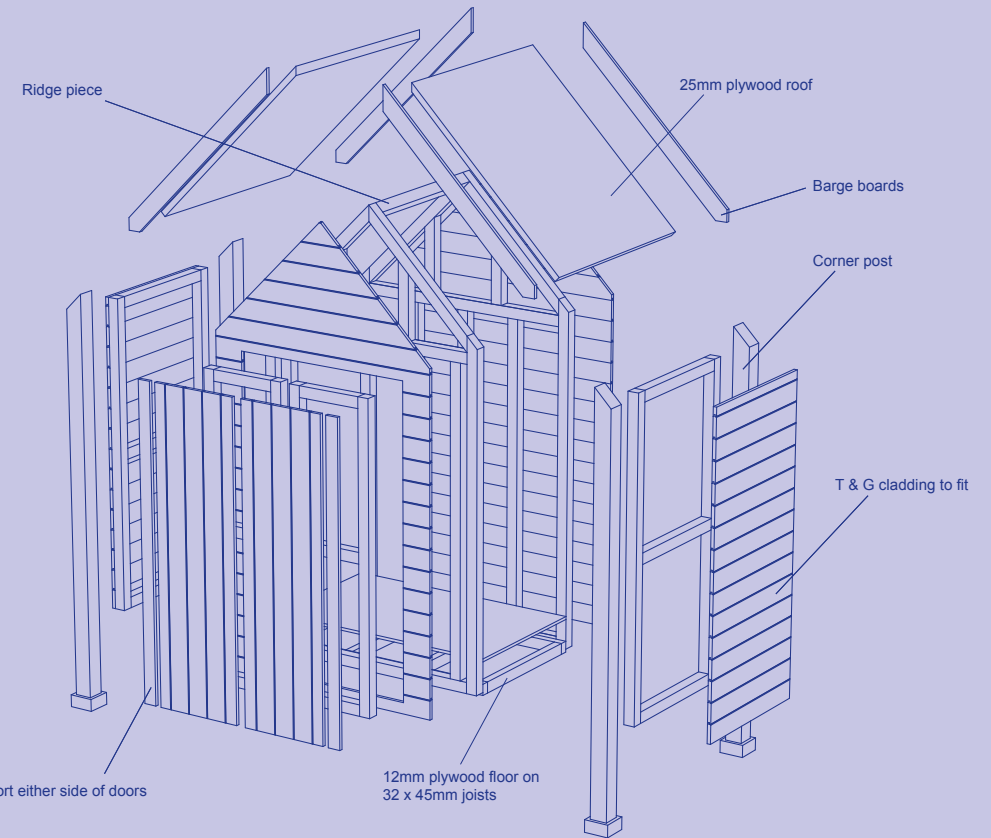 Ridge piece
25mm plywood roof
Barge boards
Corner post
T & G cladding to fit
either side of doors
12mm plywood floor on
32 x 45mm joists